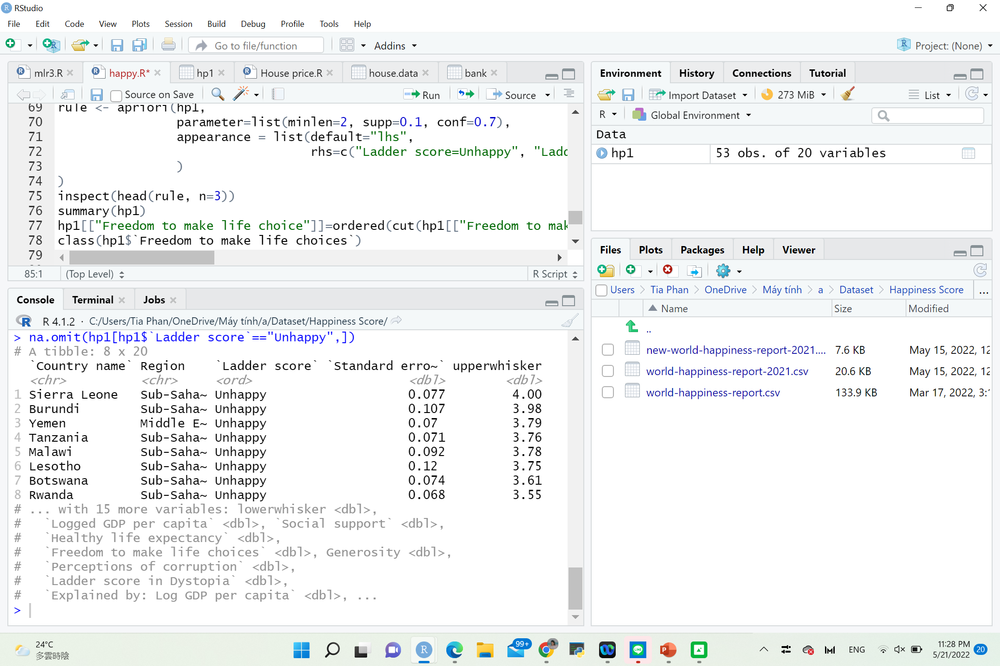 RStudio
File Edit Code View Plots Session Build Debug Profile Tools Help
Go to file/function Addins Project: (None)
mlr3.R happy.R* hp1 House price.R house.data bank
Source on Save Run Source
69 rule <- apriori(hp1,
70 parameter=list(minlen=2, supp=0.1, conf=0.7),
71 appearance = list(default="lhs",
72 rhs=c("Ladder score=Unhappy", "Ladd
73 )
74 )
75 inspect(head(rule, n=3))
76 summary(hp1)
77 hp1[["Freedom to make life choice"]]=ordered(cut(hp1[["Freedom to mak
78 class(hp1$`Freedom to make life choices`)
79
85:1 (Top Level) R Script
Console Terminal Jobs
R 4.1.2 · C:/Users/Tia Phan/OneDrive/Máy tính/a/Dataset/Happiness Score/
> na.omit(hp1[hp1$`Ladder score`=="Unhappy",])
# A tibble: 8 x 20
`Country name` Region `Ladder score` `Standard erro~` upperwhisker
<chr> <chr> <ord> <dbl> <dbl>
1 Sierra Leone Sub-Saha~ Unhappy 0.077 4.00
2 Burundi Sub-Saha~ Unhappy 0.107 3.98
3 Yemen Middle E~ Unhappy 0.07 3.79
4 Tanzania Sub-Saha~ Unhappy 0.071 3.76
5 Malawi Sub-Saha~ Unhappy 0.092 3.78
6 Lesotho Sub-Saha~ Unhappy 0.12 3.75
7 Botswana Sub-Saha~ Unhappy 0.074 3.61
8 Rwanda Sub-Saha~ Unhappy 0.068 3.55
# ... with 15 more variables: lowerwhisker <dbl>,
# `Logged GDP per capita` <dbl>, `Social support` <dbl>,
# `Healthy life expectancy` <dbl>,
# `Freedom to make life choices` <dbl>, Generosity <dbl>,
# `Perceptions of corruption` <dbl>,
# `Ladder score in Dystopia` <dbl>,
# `Explained by: Log GDP per capita` <dbl>, ...
>
Environment History Connections Tutorial
Import Dataset 273 MiB List
R Global Environment
Data
hp1 53 obs. of 20 variables
Files Plots Packages Help Viewer
Users Tia Phan OneDrive Máy tính a Dataset Happiness Score ...
Name Size Modified
..
new-world-happiness-report-2021.... 7.6 KB May 15, 2022, 12
world-happiness-report-2021.csv 20.6 KB May 15, 2022, 12
world-happiness-report.csv 133.9 KB Mar 17, 2022, 3:
24°C
多雲時陰
99+
LINE
ENG
11:28 PM
5/21/2022
20